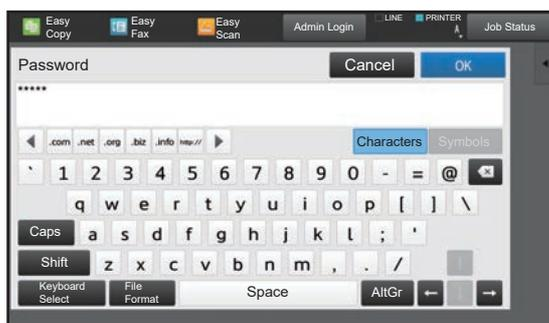 Easy Copy
Easy Fax
Easy Scan
Admin Login
LINE
PRINTER
Job Status
Password
Cancel
OK
*****
.com .net .org .biz .info http://
Characters
Symbols
` 1 2 3 4 5 6 7 8 9 0 - = @
q w e r t y u i o p [ ] \
Caps a s d f g h j k l ; '
Shift z x c v b n m , . /
Keyboard Select
File Format
Space
AltGr